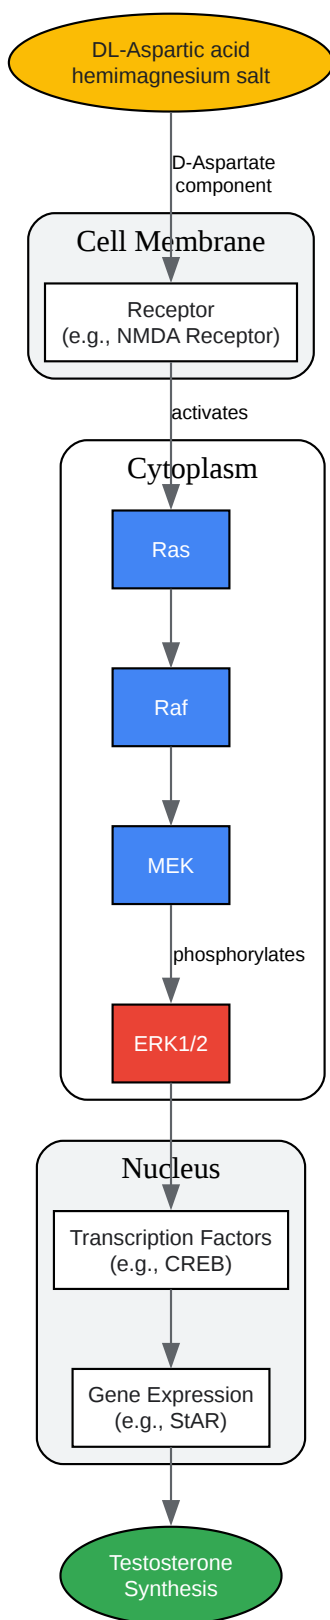 DL-Aspartic acid
hemimagnesium salt
D-Aspartate
component
Cell Membrane
Receptor
(e.g., NMDA Receptor)
activates
Cytoplasm
Ras
Raf
MEK
phosphorylates
ERK1/2
Nucleus
Transcription Factors
(e.g., CREB)
Gene Expression
(e.g., StAR)
Testosterone
Synthesis